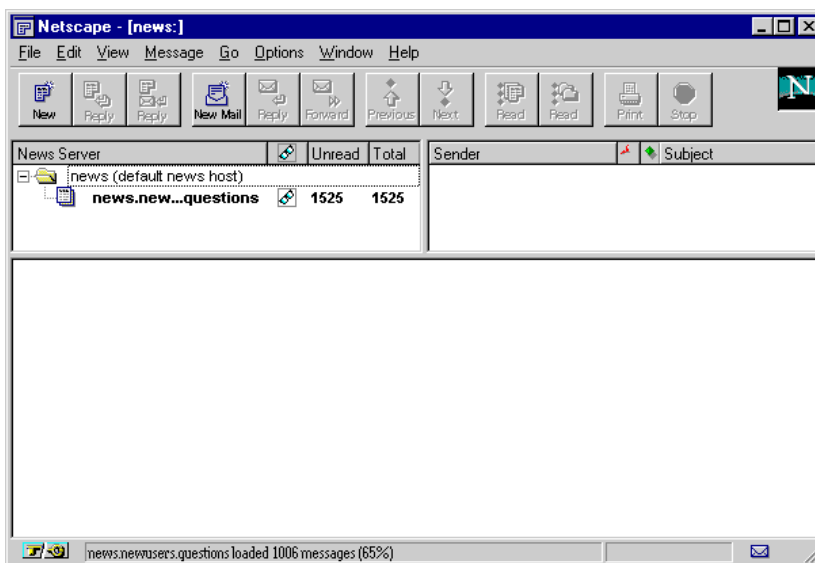 Netscape - [news:]
File Edit View Message Go Options Window Help
New Reply Reply New Mail Reply Forward Previous Next Read Read Print Stop
N
News Server Unread Total Sender Subject
news (default news host)
news.new...questions 1525 1525
news.newusers.questions loaded 1006 messages (65%)